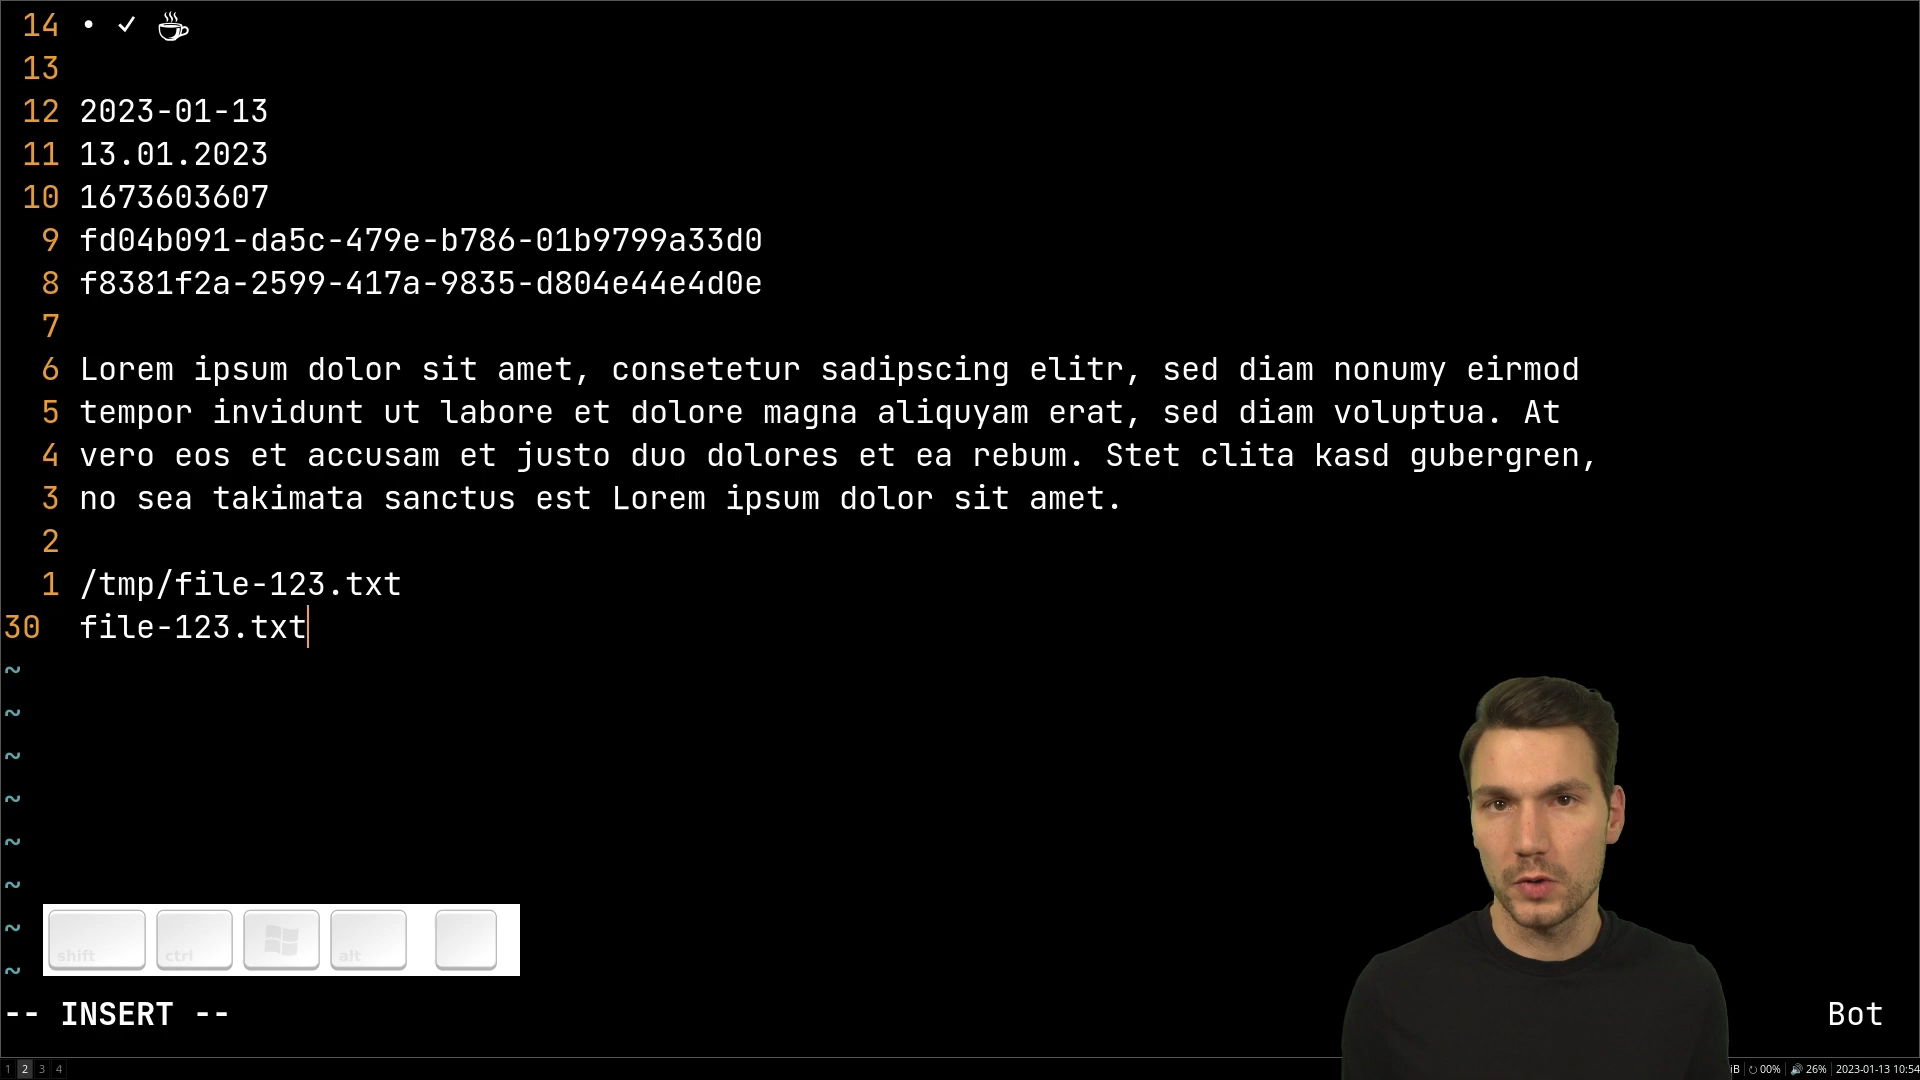 14 • ✓ ☕
13
12 2023-01-13
11 13.01.2023
10 1673603607
9 fd04b091-da5c-479e-b786-01b9799a33d0
8 f8381f2a-2599-417a-9835-d804e44e4d0e
7
6 Lorem ipsum dolor sit amet, consetetur sadipscing elitr, sed diam nonumy eirmod
5 tempor invidunt ut labore et dolore magna aliquyam erat, sed diam voluptua. At
4 vero eos et accusam et justo duo dolores et ea rebum. Stet clita kasd gubergren,
3 no sea takimata sanctus est Lorem ipsum dolor sit amet.
2
1 /tmp/file-123.txt
30 file-123.txt
~
~
~
~
~
~
~
~
shift ctrl alt
-- INSERT -- Bot
1 2 3 4 iB 00% 26% 2023-01-13 10:54